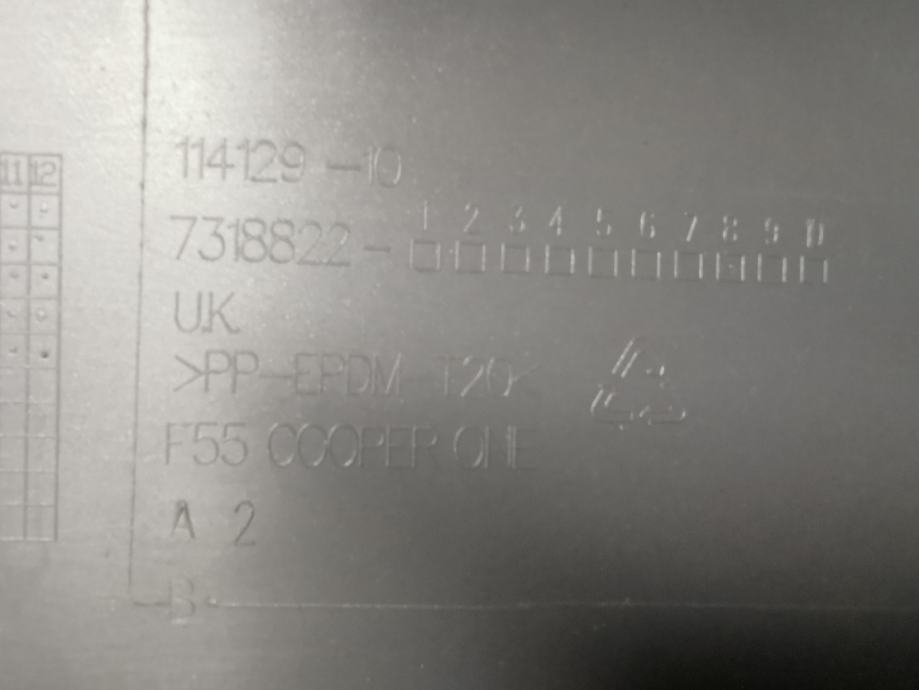 11 12
114129-10
1 2 3 4 5 6 7 8 9 10
7318822-
U.K.
>PP-EPDM-T20<
F55 COOPER ONE
A 2
B